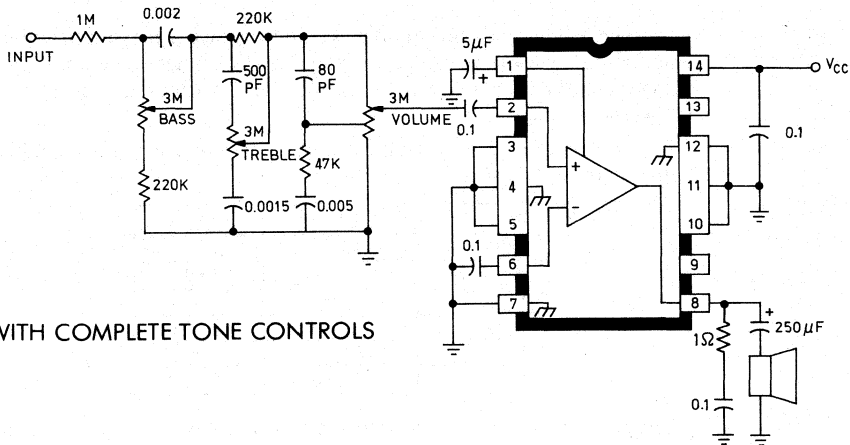 1M
0.002
220K
INPUT
500
pF
80
pF
3M
BASS
3M
TREBLE
3M
VOLUME
220K
0.0015
47K
0.005
5µF
+
0.1
0.1
1
2
3
4
5
6
7
+
−
14
13
12
11
10
9
8
VCC
0.1
1Ω
+
250µF
0.1
WITH COMPLETE TONE CONTROLS